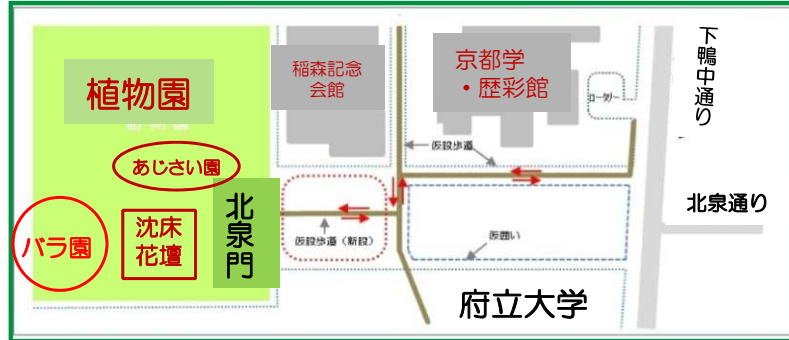 植物園
稲森記念
会館
京都学
・歴彩館
下鴨中通り
ロータリー
仮設歩道
あじさい園
北泉門
北泉通り
バラ園
沈床
花壇
仮設歩道（新設）
仮囲い
府立大学